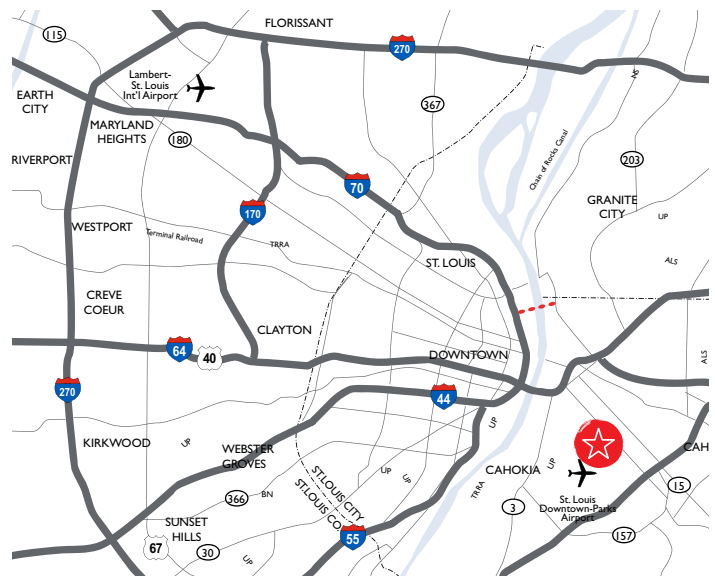 FLORISSANT
115
270
Lambert-
St. Louis
Int'l Airport
NS
EARTH
CITY
367
MARYLAND
HEIGHTS
180
Chain of Rocks Canal
203
RIVERPORT
70
GRANITE
CITY
170
UP
WESTPORT
Terminal Railroad
TRRA
ST. LOUIS
ALS
CREVE
COEUR
CLAYTON
64
40
DOWNTOWN
ALS
270
44
UP
KIRKWOOD
UP
WEBSTER
GROVES
CAH
UP
UP
CAHOKIA
UP
ST.LOUIS CITY
ST.LOUIS CO
TRRA
15
366
BN
St. Louis
Downtown-Parks
Airport
3
SUNSET
HILLS
55
157
67
30
UP